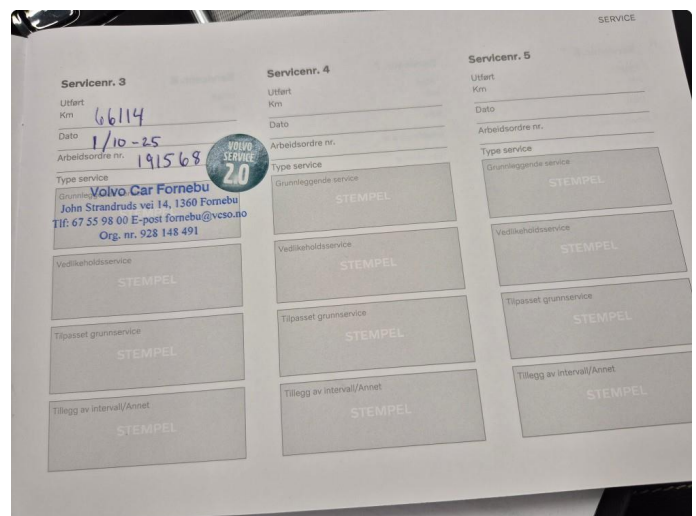 SERVICE
Servicenr. 3
Utført
Km 66114
Dato 1/10-25
Arbeidsordre nr. 191568
Type service
VOLVO
SERVICE
2.0
Volvo Car Fornebu
John Strandruds vei 14, 1360 Fornebu
Tlf: 67 55 98 00 E-post fornebu@vcso.no
Org. nr. 928 148 491
Vedlikeholdsservice
STEMPEL
Tilpasset grunnservice
STEMPEL
Tillegg av intervall/Annet
STEMPEL
Servicenr. 4
Utført
Km
Dato
Arbeidsordre nr.
Type service
Grunnleggende service
STEMPEL
Vedlikeholdsservice
STEMPEL
Tilpasset grunnservice
STEMPEL
Tillegg av intervall/Annet
STEMPEL
Servicenr. 5
Utført
Km
Dato
Arbeidsordre nr.
Type service
Grunnleggende service
STEMPEL
Vedlikeholdsservice
STEMPEL
Tilpasset grunnservice
STEMPEL
Tillegg av intervall/Annet
STEMPEL